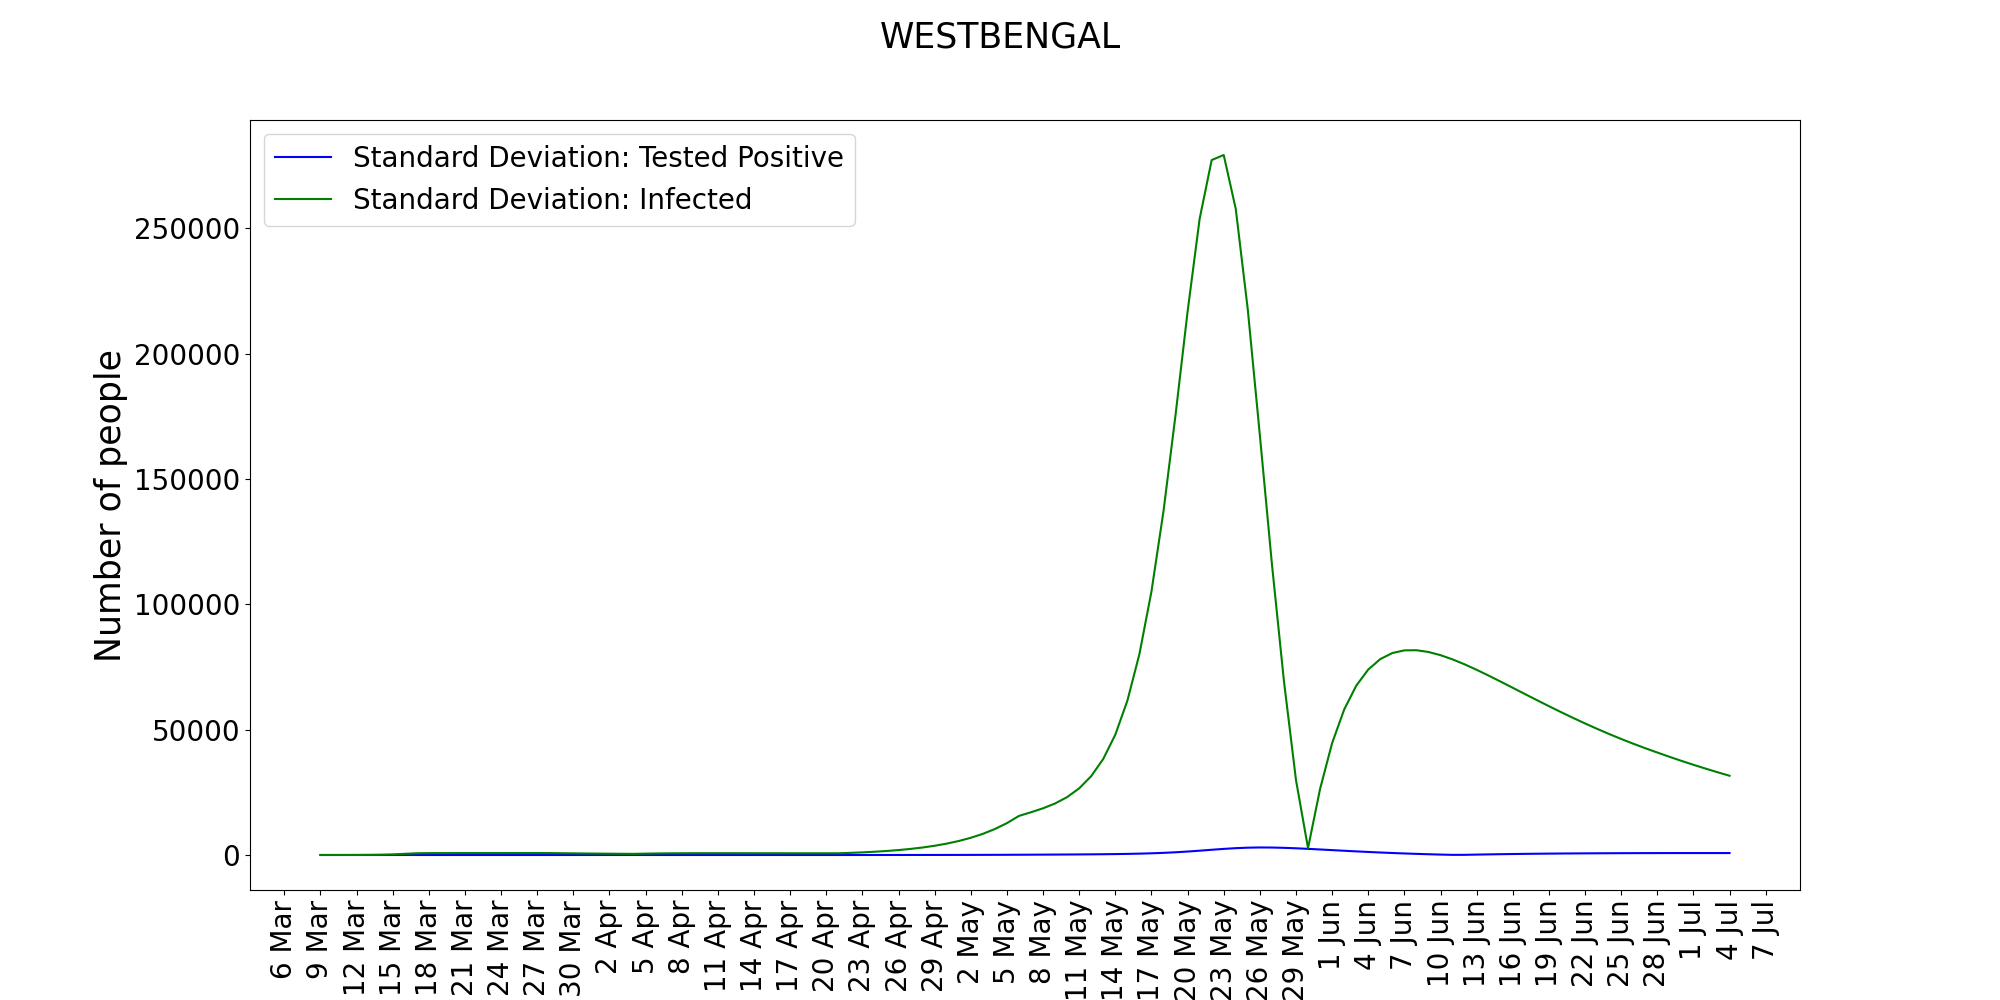 WESTBENGAL
Standard Deviation: Tested Positive
Standard Deviation: Infected
Number of people
250000
200000
150000
100000
50000
0
6 Mar
9 Mar
12 Mar
15 Mar
18 Mar
21 Mar
24 Mar
27 Mar
30 Mar
2 Apr
5 Apr
8 Apr
11 Apr
14 Apr
17 Apr
20 Apr
23 Apr
26 Apr
29 Apr
2 May
5 May
8 May
11 May
14 May
17 May
20 May
23 May
26 May
29 May
1 Jun
4 Jun
7 Jun
10 Jun
13 Jun
16 Jun
19 Jun
22 Jun
25 Jun
28 Jun
1 Jul
4 Jul
7 Jul